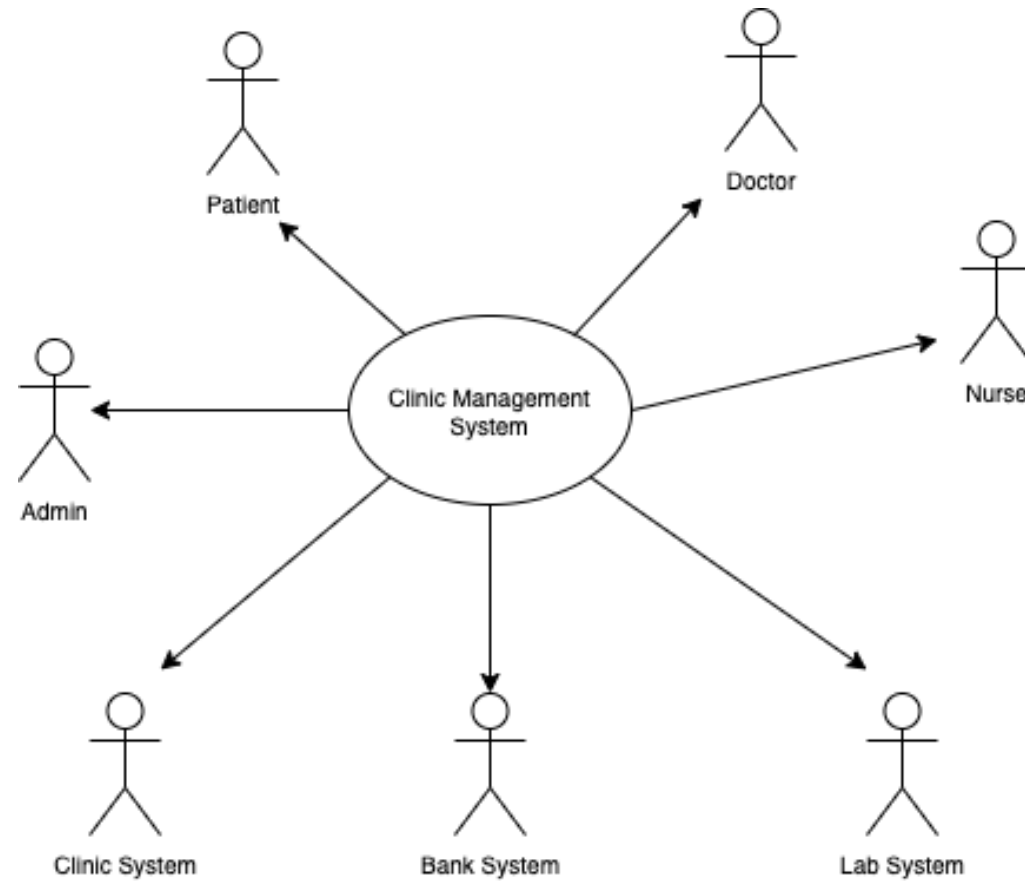 Doctor
Patient
Nurse
Clinic Management
System
Admin
Clinic System
Bank System
Lab System